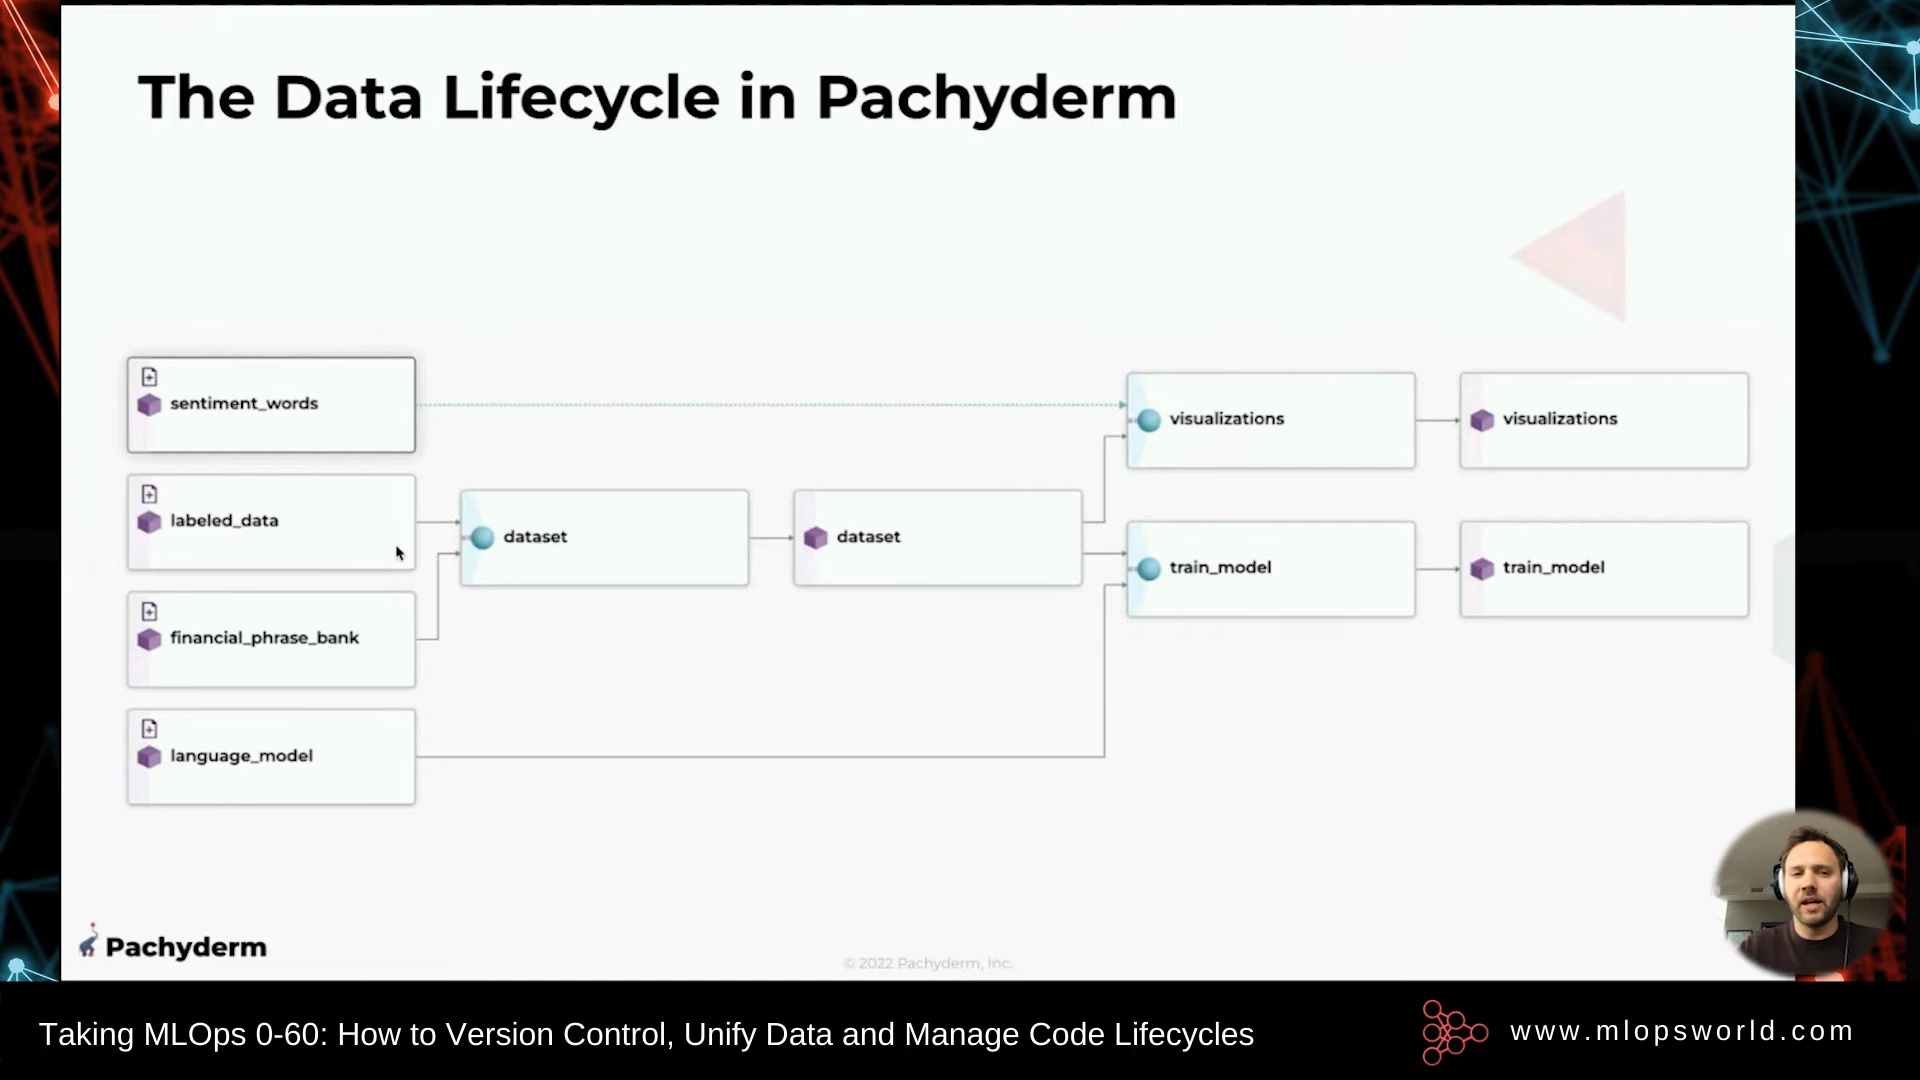 The Data Lifecycle in Pachyderm
sentiment_words
visualizations
visualizations
labeled_data
dataset
dataset
train_model
train_model
financial_phrase_bank
language_model
Pachyderm
© 2022 Pachyderm, Inc.
Taking MLOps 0-60: How to Version Control, Unify Data and Manage Code Lifecycles
www.mlopsworld.com